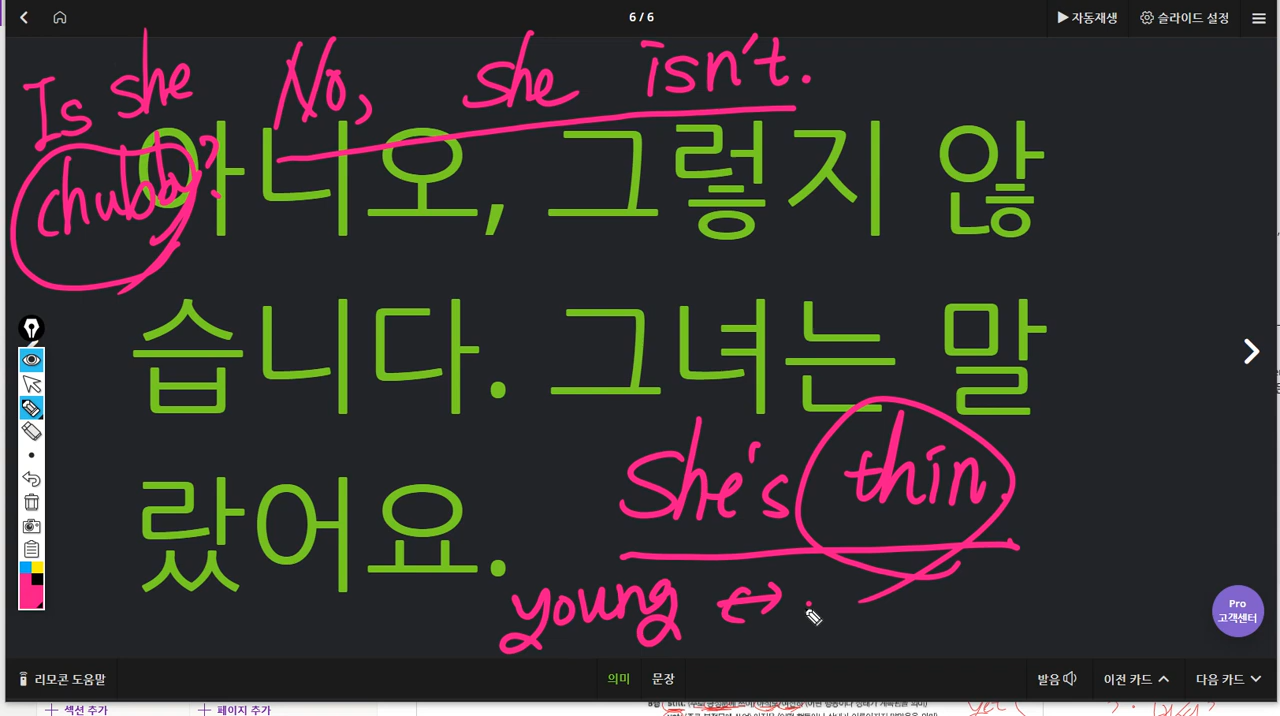 6 / 6
자동재생
슬라이드 설정
Is she
chubby?
No, she isn't.
아니오, 그렇지 않
습니다. 그녀는 말
랐어요.
She's thin.
young ↔
Pro
고객센터
리모콘 도움말
의미
문장
발음
이전 카드
다음 카드
+ 섹션 추가
+ 페이지 추가